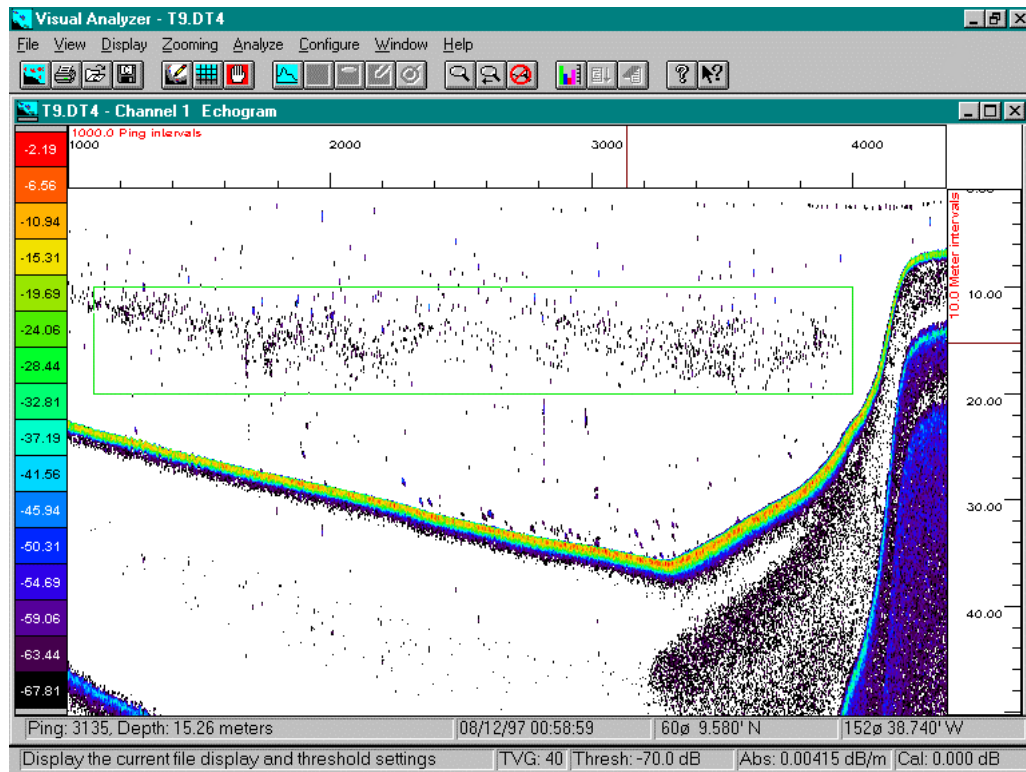 Visual Analyzer - T9.DT4
File View Display Zooming Analyze Configure Window Help
T9.DT4 - Channel 1 Echogram
1000.0 Ping intervals
1000 2000 3000 4000
-2.19
-6.56
-10.94
-15.31
-19.69
-24.06
-28.44
-32.81
-37.19
-41.56
-45.94
-50.31
-54.69
-59.06
-63.44
-67.81
10.0 Meter intervals
10.00
20.00
30.00
40.00
Ping: 3135, Depth: 15.26 meters 08/12/97 00:58:59 60ø 9.580' N 152ø 38.740' W
Display the current file display and threshold settings TVG: 40 Thresh: -70.0 dB Abs: 0.00415 dB/m Cal: 0.000 dB